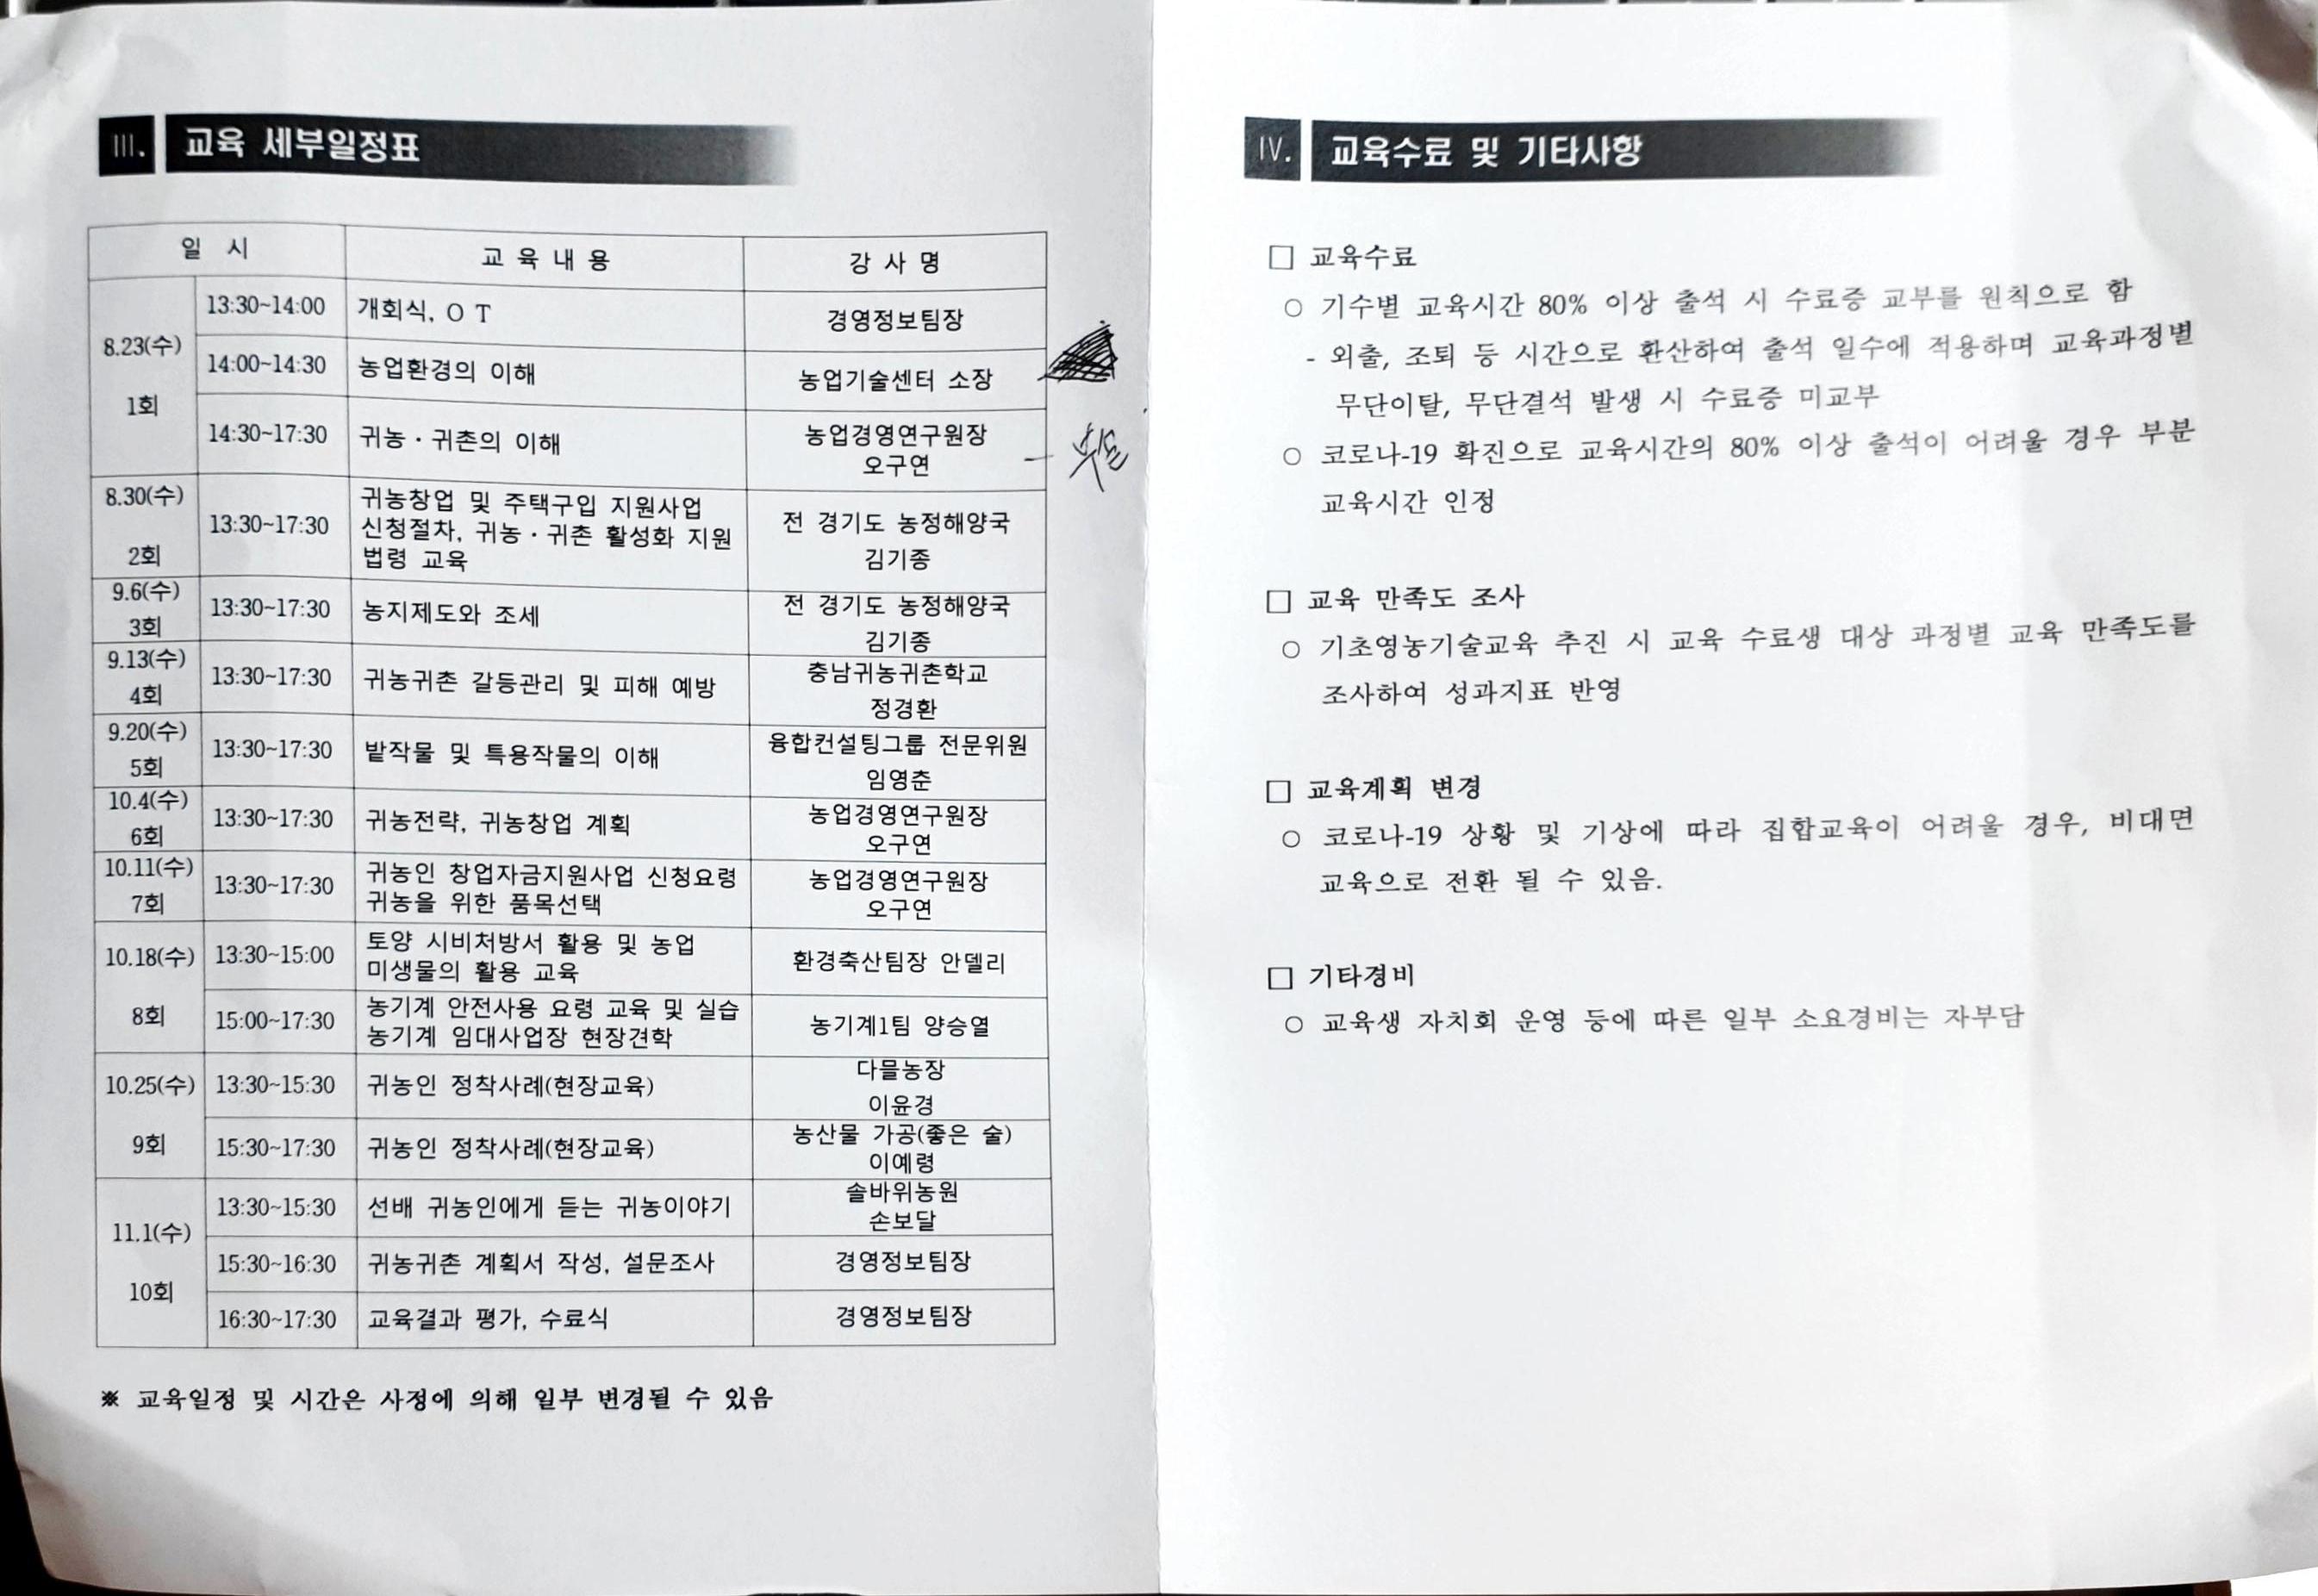 III. 교육 세부일정표
일 시 교 육 내 용 강 사 명
8.23(수)
1회
13:30~14:00 개회식, O T 경영정보팀장
14:00~14:30 농업환경의 이해 농업기술센터 소장
14:30~17:30 귀농·귀촌의 이해 농업경영연구원장
오구연
8.30(수)
2회
13:30~17:30
귀농창업 및 주택구입 지원사업
신청절차, 귀농·귀촌 활성화 지원
법령 교육
전 경기도 농정해양국
김기종
9.6(수)
3회
13:30~17:30 농지제도와 조세
전 경기도 농정해양국
김기종
9.13(수)
4회
13:30~17:30 귀농귀촌 갈등관리 및 피해 예방
충남귀농귀촌학교
정경환
9.20(수)
5회
13:30~17:30 밭작물 및 특용작물의 이해
융합컨설팅그룹 전문위원
임영춘
10.4(수)
6회
13:30~17:30 귀농전략, 귀농창업 계획
농업경영연구원장
오구연
10.11(수)
7회
13:30~17:30
귀농인 창업자금지원사업 신청요령
귀농을 위한 품목선택
농업경영연구원장
오구연
10.18(수)
8회
13:30~15:00
토양 시비처방서 활용 및 농업
미생물의 활용 교육
환경축산팀장 안델리
15:00~17:30
농기계 안전사용 요령 교육 및 실습
농기계 임대사업장 현장견학
농기계1팀 양승열
10.25(수)
9회
13:30~15:30 귀농인 정착사례(현장교육)
다믈농장
이윤경
15:30~17:30 귀농인 정착사례(현장교육)
농산물 가공(좋은 술)
이예령
11.1(수)
10회
13:30~15:30 선배 귀농인에게 듣는 귀농이야기
솔바위농원
손보달
15:30~16:30 귀농귀촌 계획서 작성, 설문조사 경영정보팀장
16:30~17:30 교육결과 평가, 수료식 경영정보팀장
※ 교육일정 및 시간은 사정에 의해 일부 변경될 수 있음
IV. 교육수료 및 기타사항
□ 교육수료
○ 기수별 교육시간 80% 이상 출석 시 수료증 교부를 원칙으로 함
- 외출, 조퇴 등 시간으로 환산하여 출석 일수에 적용하며 교육과정별
무단이탈, 무단결석 발생 시 수료증 미교부
○ 코로나-19 확진으로 교육시간의 80% 이상 출석이 어려울 경우 부분
교육시간 인정
□ 교육 만족도 조사
○ 기초영농기술교육 추진 시 교육 수료생 대상 과정별 교육 만족도를
조사하여 성과지표 반영
□ 교육계획 변경
○ 코로나-19 상황 및 기상에 따라 집합교육이 어려울 경우, 비대면
교육으로 전환 될 수 있음.
□ 기타경비
○ 교육생 자치회 운영 등에 따른 일부 소요경비는 자부담